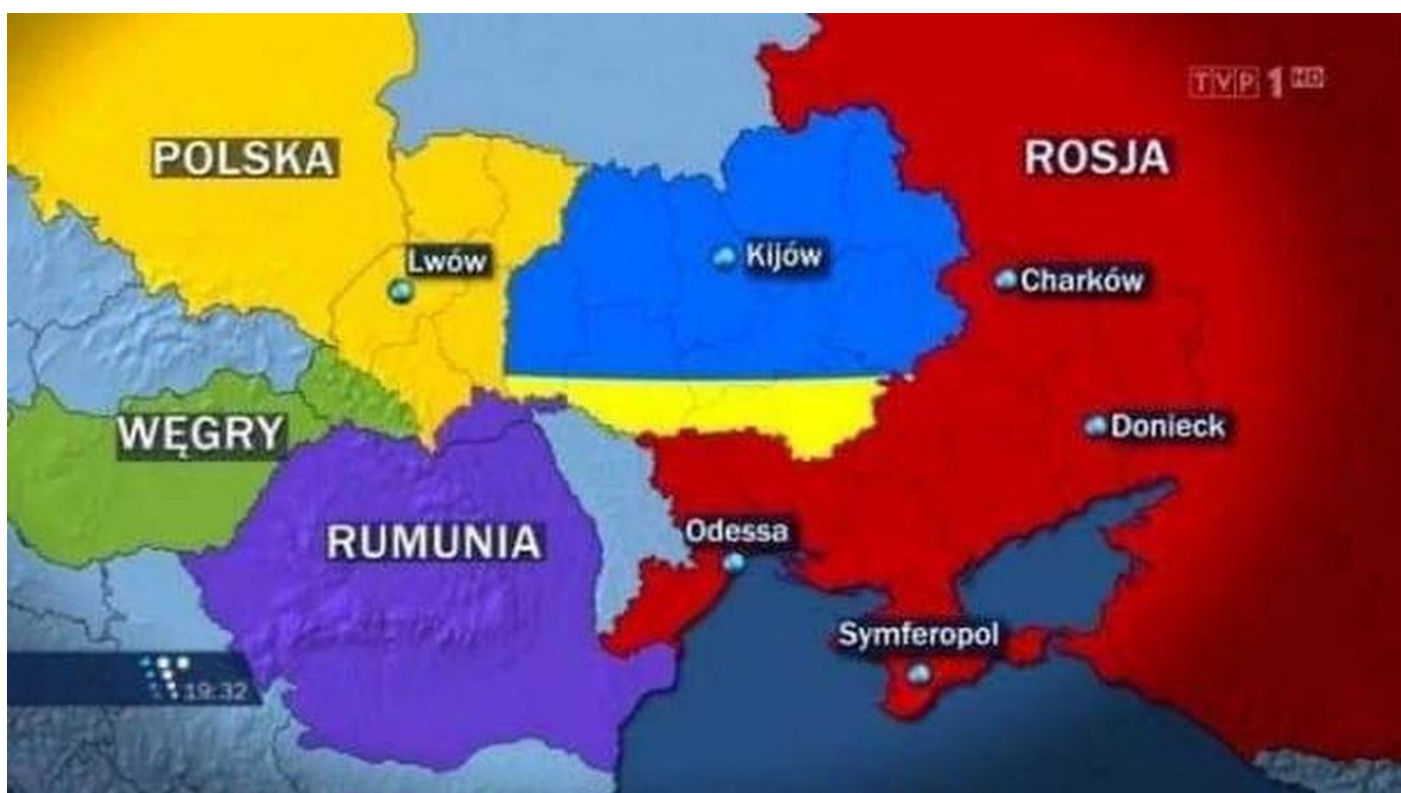 TVP 1 HD
POLSKA
ROSJA
Lwów
Kijów
Charków
WĘGRY
Donieck
RUMUNIA
Odessa
Symferopol
19:32